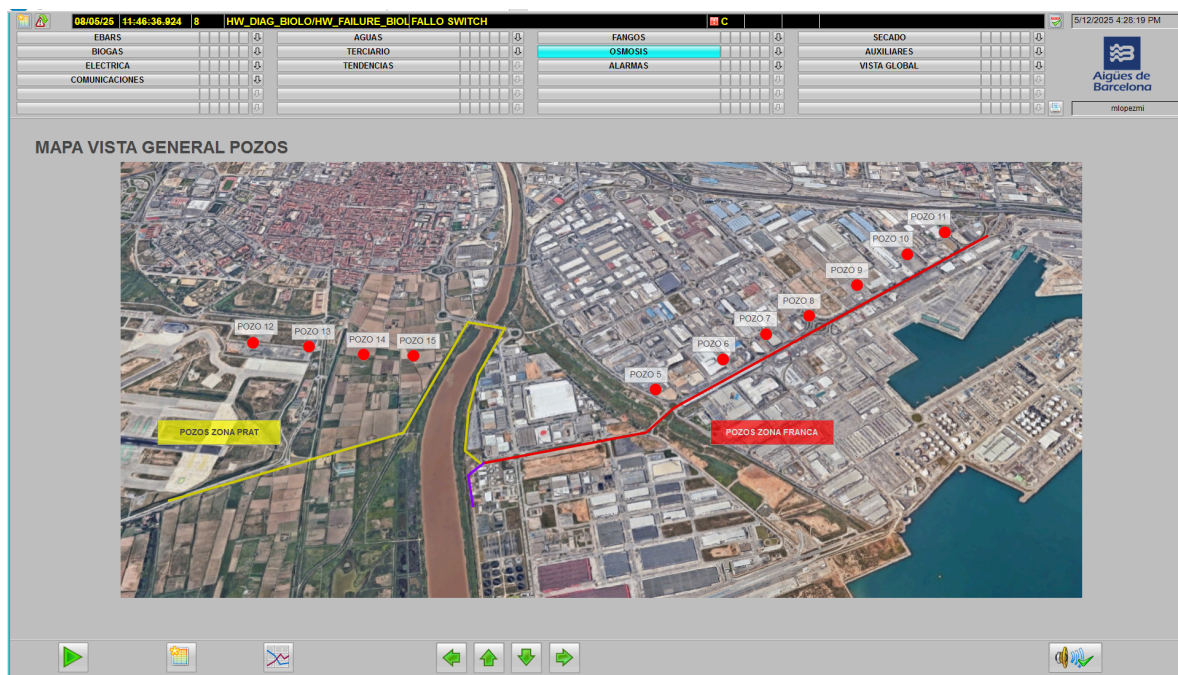 08/05/25 11:46:36.924 8 HW_DIAG_BIOLO/HW_FAILURE_BIOL FALLO SWITCH C 5/12/2025 4:28:19 PM
EBARS AGUAS FANGOS SECADO
BIOGAS TERCIARIO OSMOSIS AUXILIARES
ELECTRICA TENDENCIAS ALARMAS VISTA GLOBAL
COMUNICACIONES
Aigües de
Barcelona
mlopezmi
MAPA VISTA GENERAL POZOS
POZO 11
POZO 10
POZO 9
POZO 8
POZO 7
POZO 12
POZO 13
POZO 14
POZO 15
POZO 6
POZO 5
POZOS ZONA PRAT
POZOS ZONA FRANCA